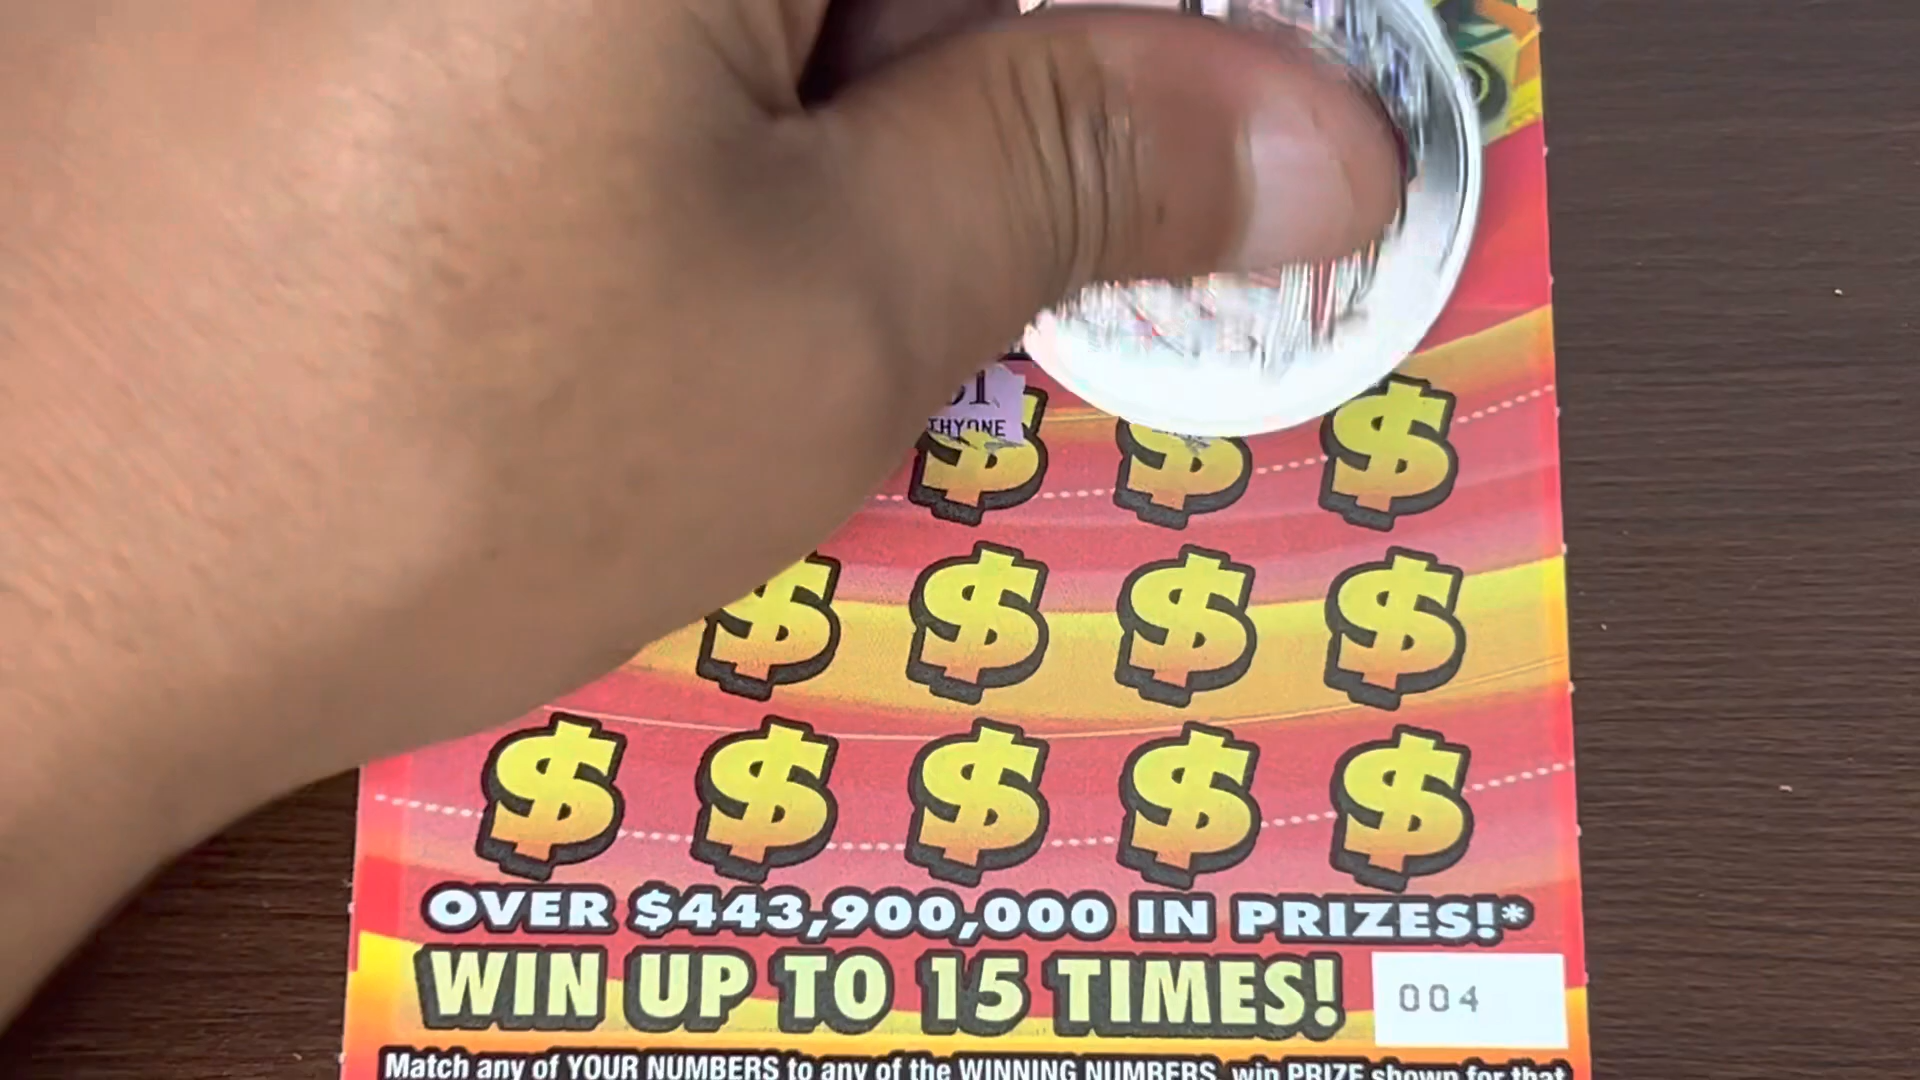 THYONE
OVER $443,900,000 IN PRIZES!*
WIN UP TO 15 TIMES! 004
Match any of YOUR NUMBERS to any of the WINNING NUMBERS, win PRIZE shown for that